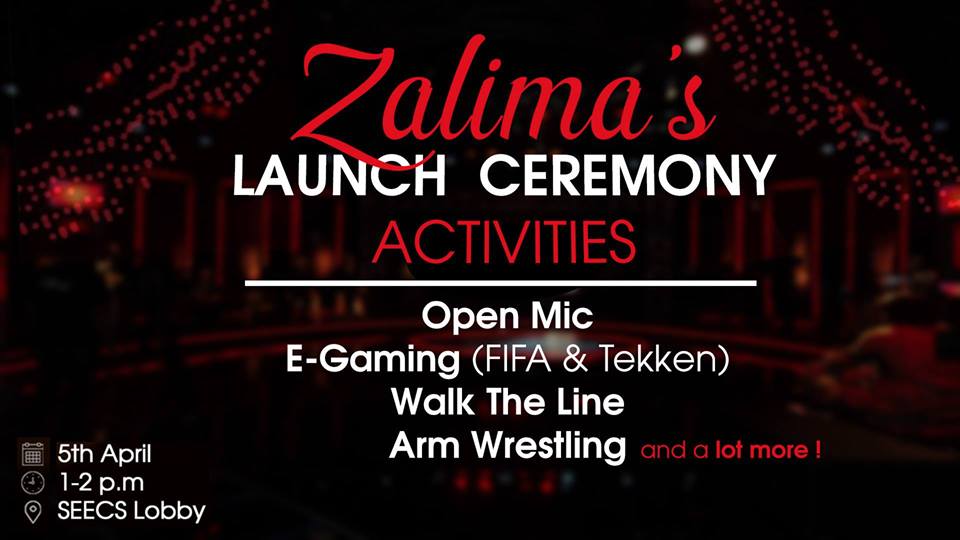 Zalima's
LAUNCH CEREMONY
ACTIVITIES
Open Mic
E-Gaming (FIFA & Tekken)
Walk The Line
Arm Wrestling and a lot more !
5th April
1-2 p.m
SEECS Lobby